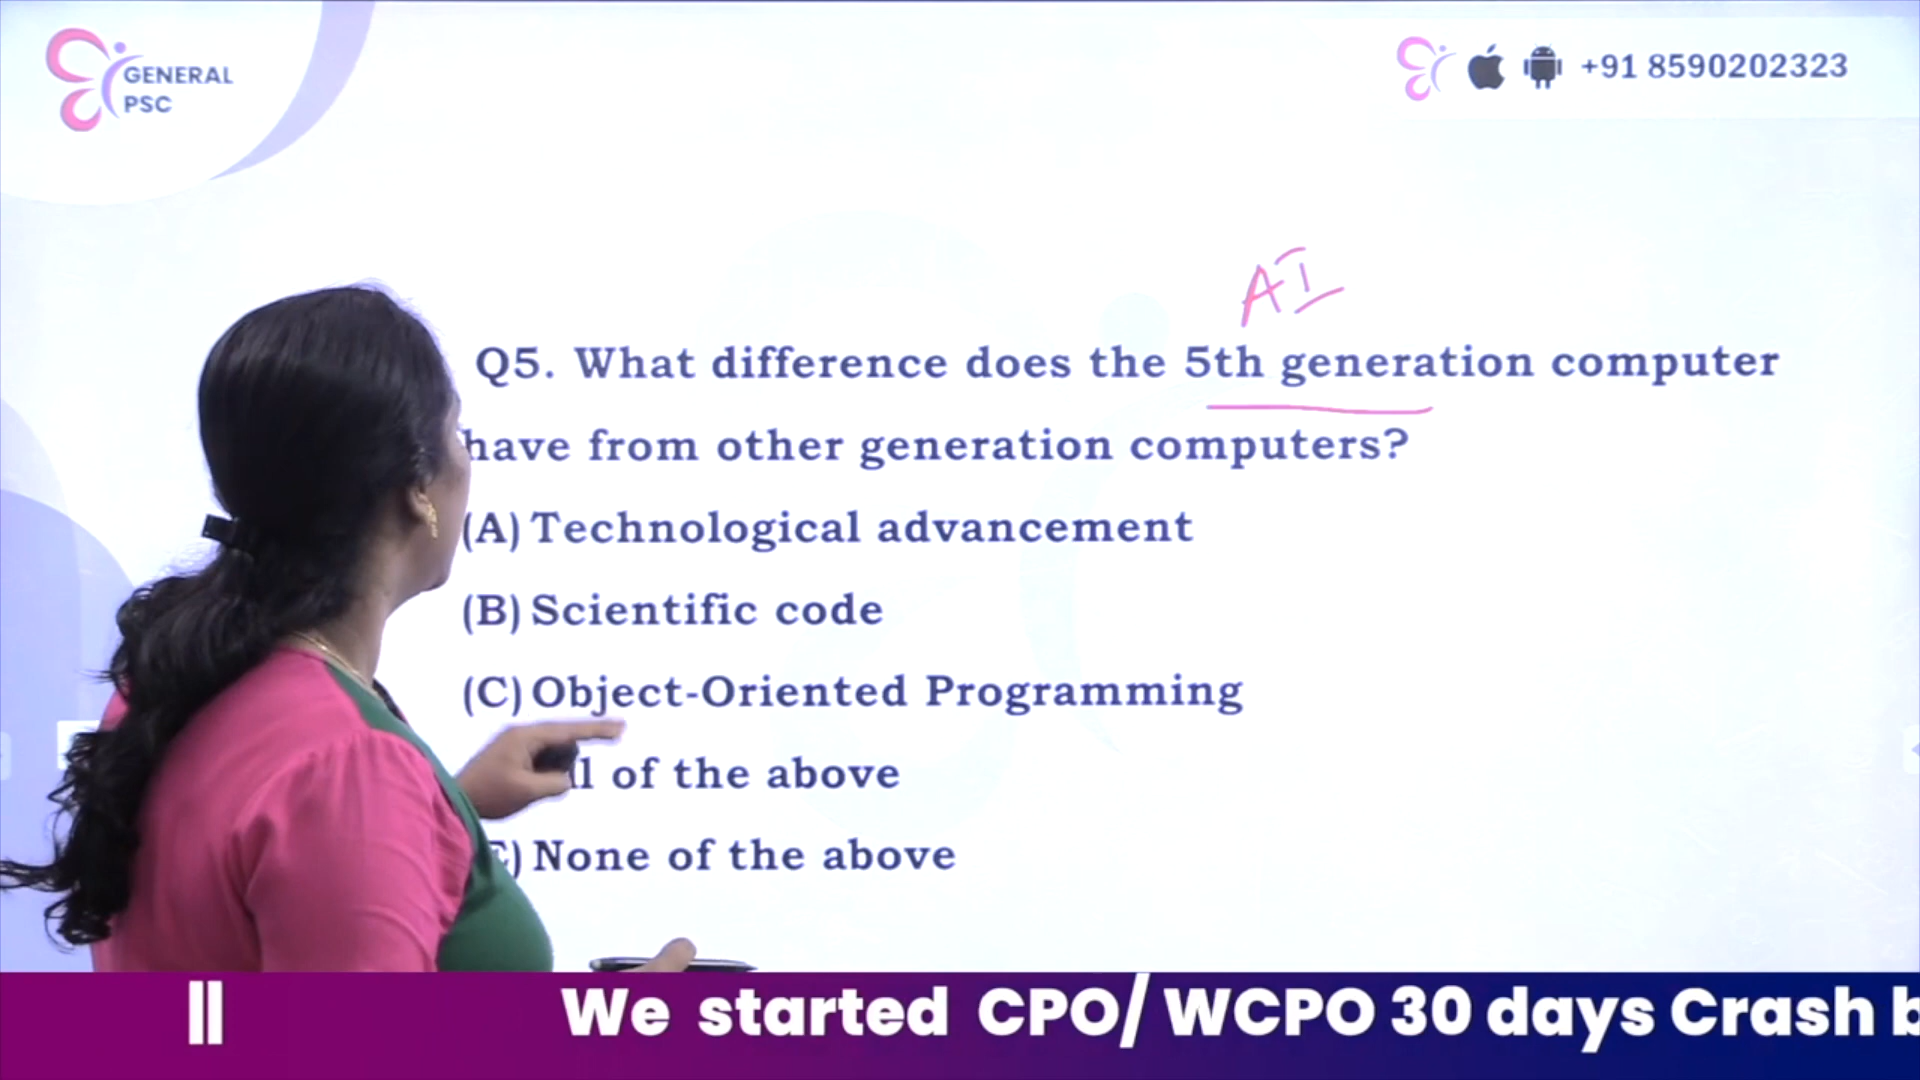 GENERAL
PSC
+91 8590202323
AI
Q5. What difference does the 5th generation computer
have from other generation computers?
(A) Technological advancement
(B) Scientific code
(C) Object-Oriented Programming
of the above
None of the above
We started CPO/ WCPO 30 days Crash